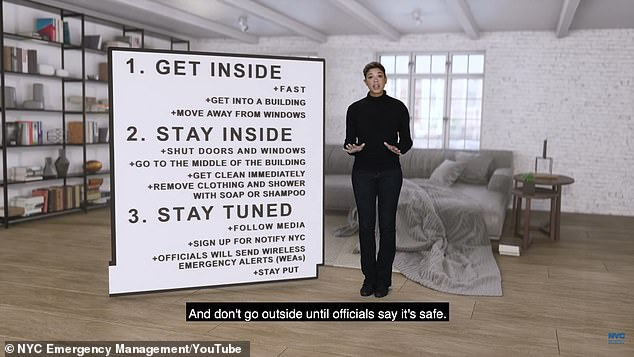 1. GET INSIDE
+FAST
+GET INTO A BUILDING
+MOVE AWAY FROM WINDOWS
2. STAY INSIDE
+SHUT DOORS AND WINDOWS
+GO TO THE MIDDLE OF THE BUILDING
+GET CLEAN IMMEDIATELY
+REMOVE CLOTHING AND SHOWER
WITH SOAP OR SHAMPOO
3. STAY TUNED
+FOLLOW MEDIA
+SIGN UP FOR NOTIFY NYC
+OFFICIALS WILL SEND WIRELESS
EMERGENCY ALERTS (WEAs)
+STAY PUT
And don't go outside until officials say it's safe.
NYC
© NYC Emergency Management/YouTube